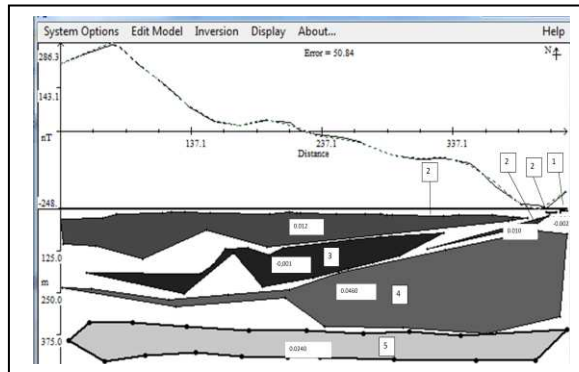 System Options Edit Model Inversion Display About... Help
286.3
Error = 50.84
N
143.1
nT
137.1 237.1 337.1
Distance
2 2 2 1
-248.
0.012 0.010 -0.002
125.0
-0.001 3
m
250.0
0.0460 4
375.0
0.0240 5